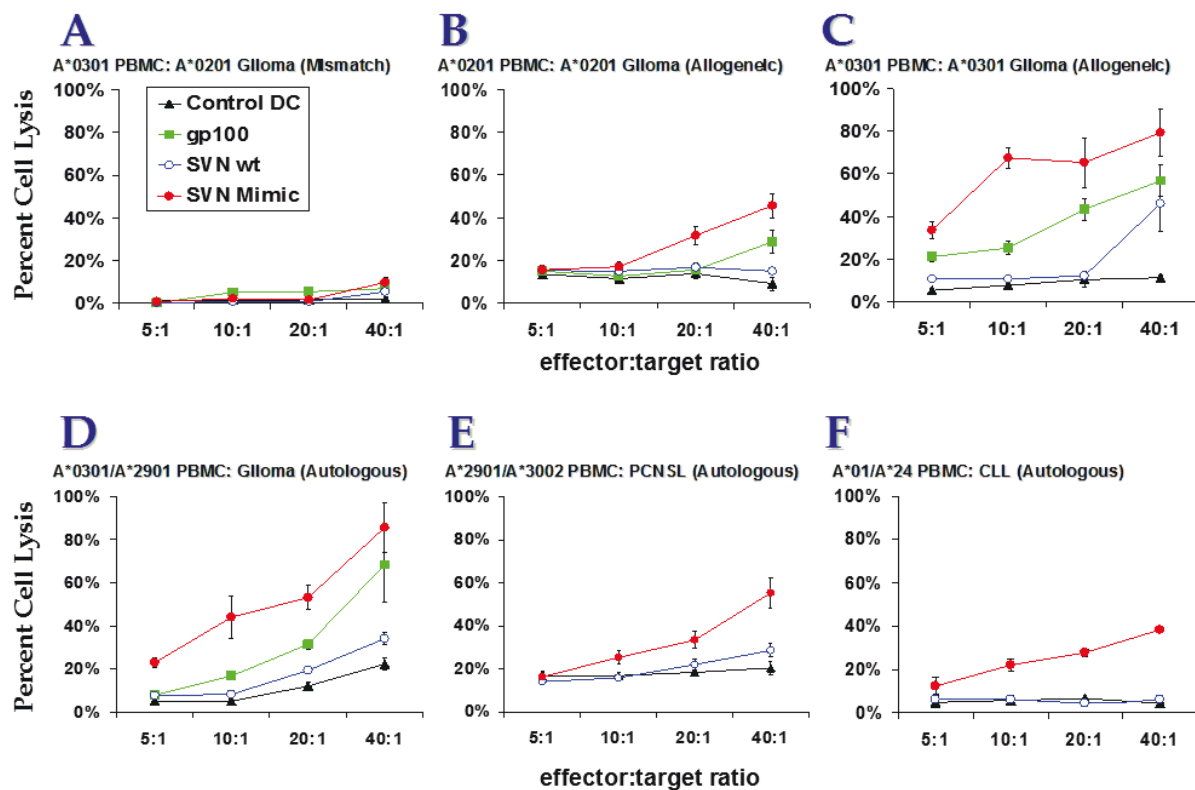 A
B
C
A*0301 PBMC: A*0201 Glioma (Mismatch)
A*0201 PBMC: A*0201 Glioma (Allogeneic)
A*0301 PBMC: A*0301 Glioma (Allogeneic)
Percent Cell Lysis
100%
80%
60%
40%
20%
0%
Control DC
gp100
SVN wt
SVN Mimic
5:1 10:1 20:1 40:1
100%
80%
60%
40%
20%
0%
5:1 10:1 20:1 40:1
100%
80%
60%
40%
20%
0%
5:1 10:1 20:1 40:1
effector:target ratio
D
E
F
A*0301/A*2901 PBMC: Glioma (Autologous)
A*2901/A*3002 PBMC: PCNSL (Autologous)
A*01/A*24 PBMC: CLL (Autologous)
Percent Cell Lysis
100%
80%
60%
40%
20%
0%
5:1 10:1 20:1 40:1
100%
80%
60%
40%
20%
0%
5:1 10:1 20:1 40:1
100%
80%
60%
40%
20%
0%
5:1 10:1 20:1 40:1
effector:target ratio